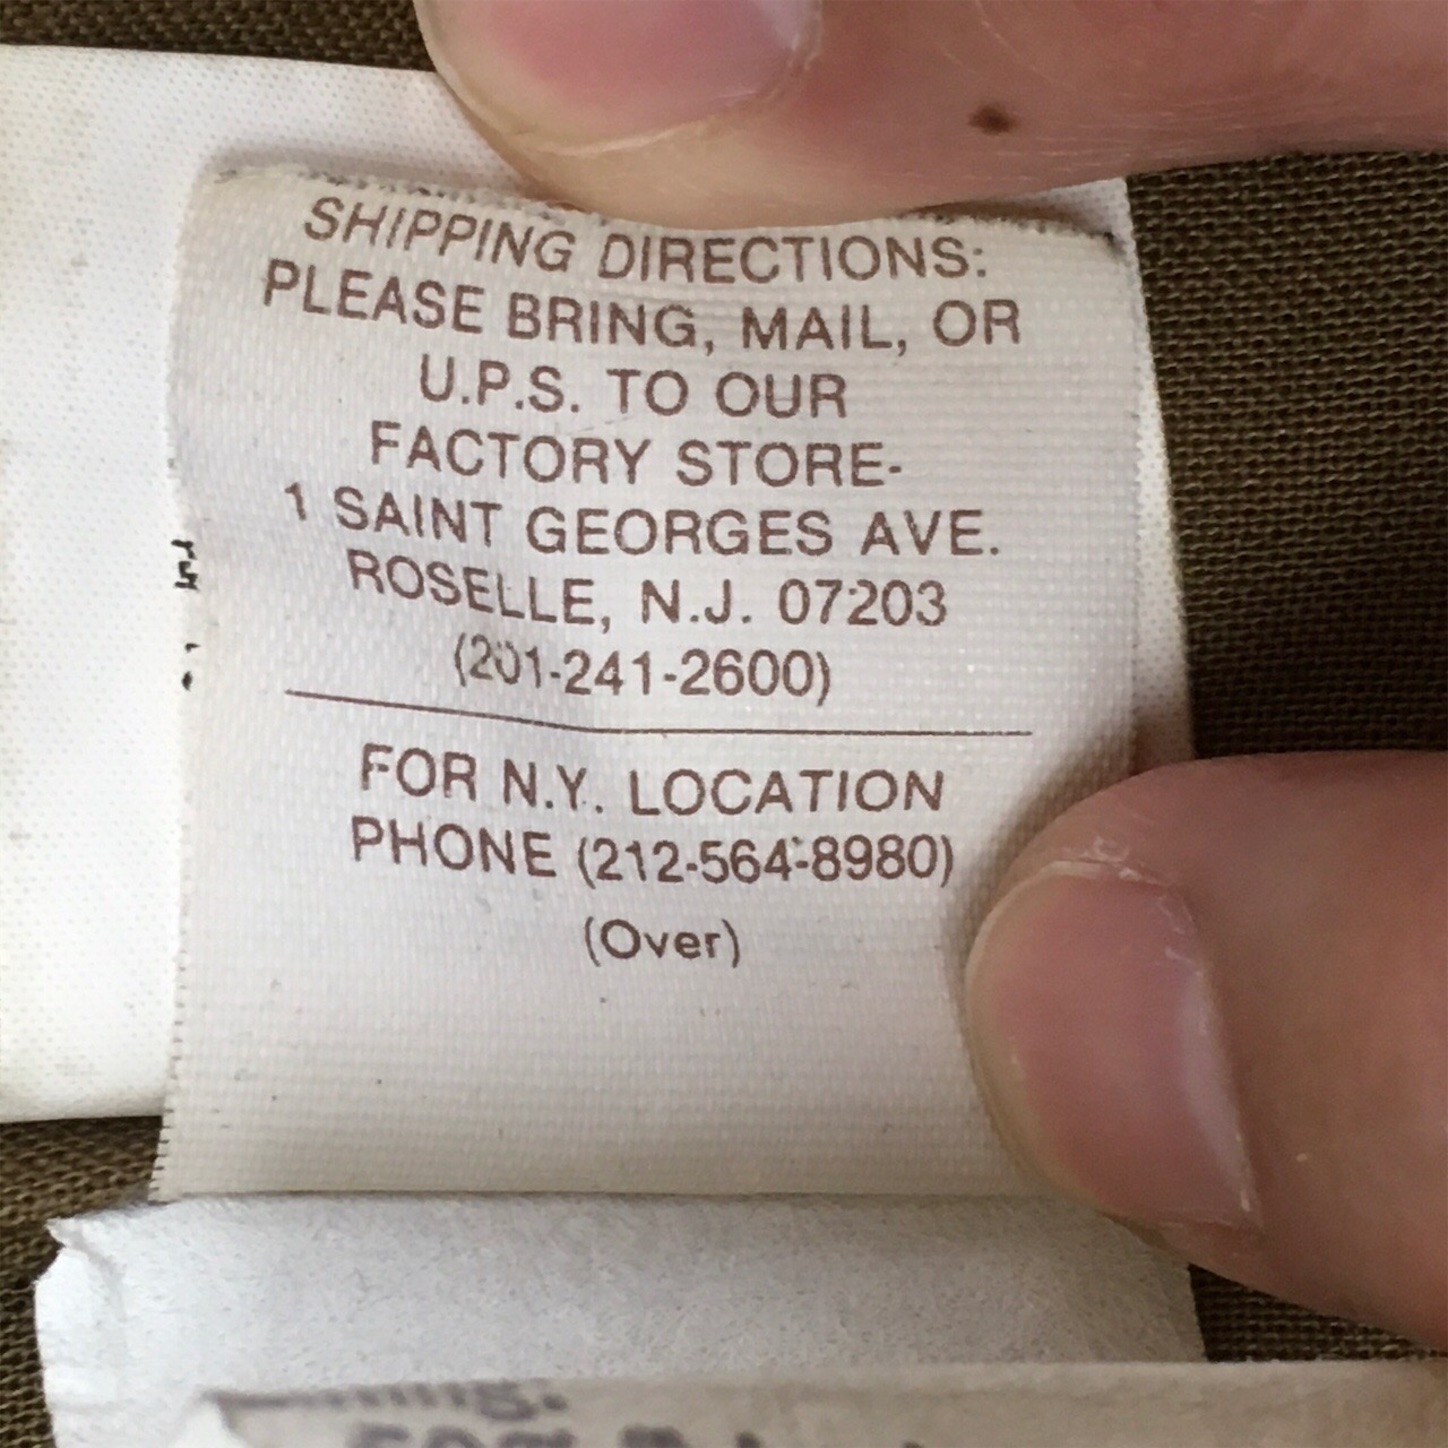 SHIPPING DIRECTIONS:
PLEASE BRING, MAIL, OR
U.P.S. TO OUR
FACTORY STORE-
1 SAINT GEORGES AVE.
ROSELLE, N.J. 07203
(201-241-2600)
FOR N.Y. LOCATION
PHONE (212-564-8980)
(Over)